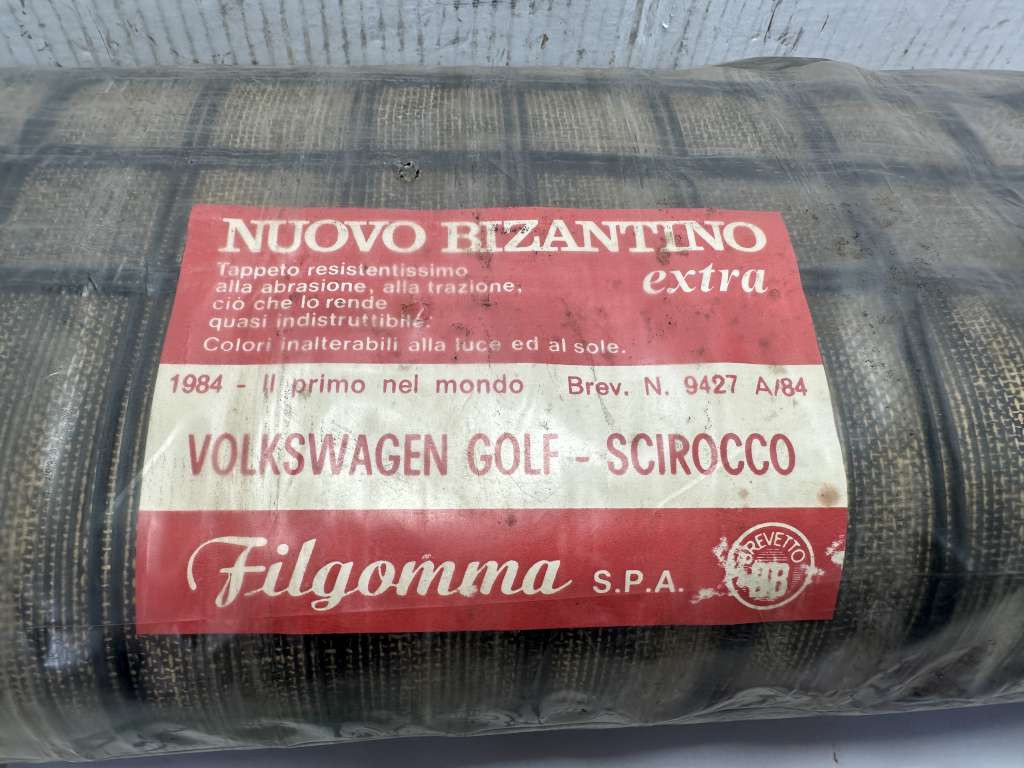 NUOVO BIZANTINO
extra
Tappeto resistentissimo
alla abrasione, alla trazione,
ciò che lo rende
quasi indistruttibile.
Colori inalterabili alla luce ed al sole.
1984 - Il primo nel mondo Brev. N. 9427 A/84
VOLKSWAGEN GOLF - SCIROCCO
Filgomma S.P.A.
BREVETTO